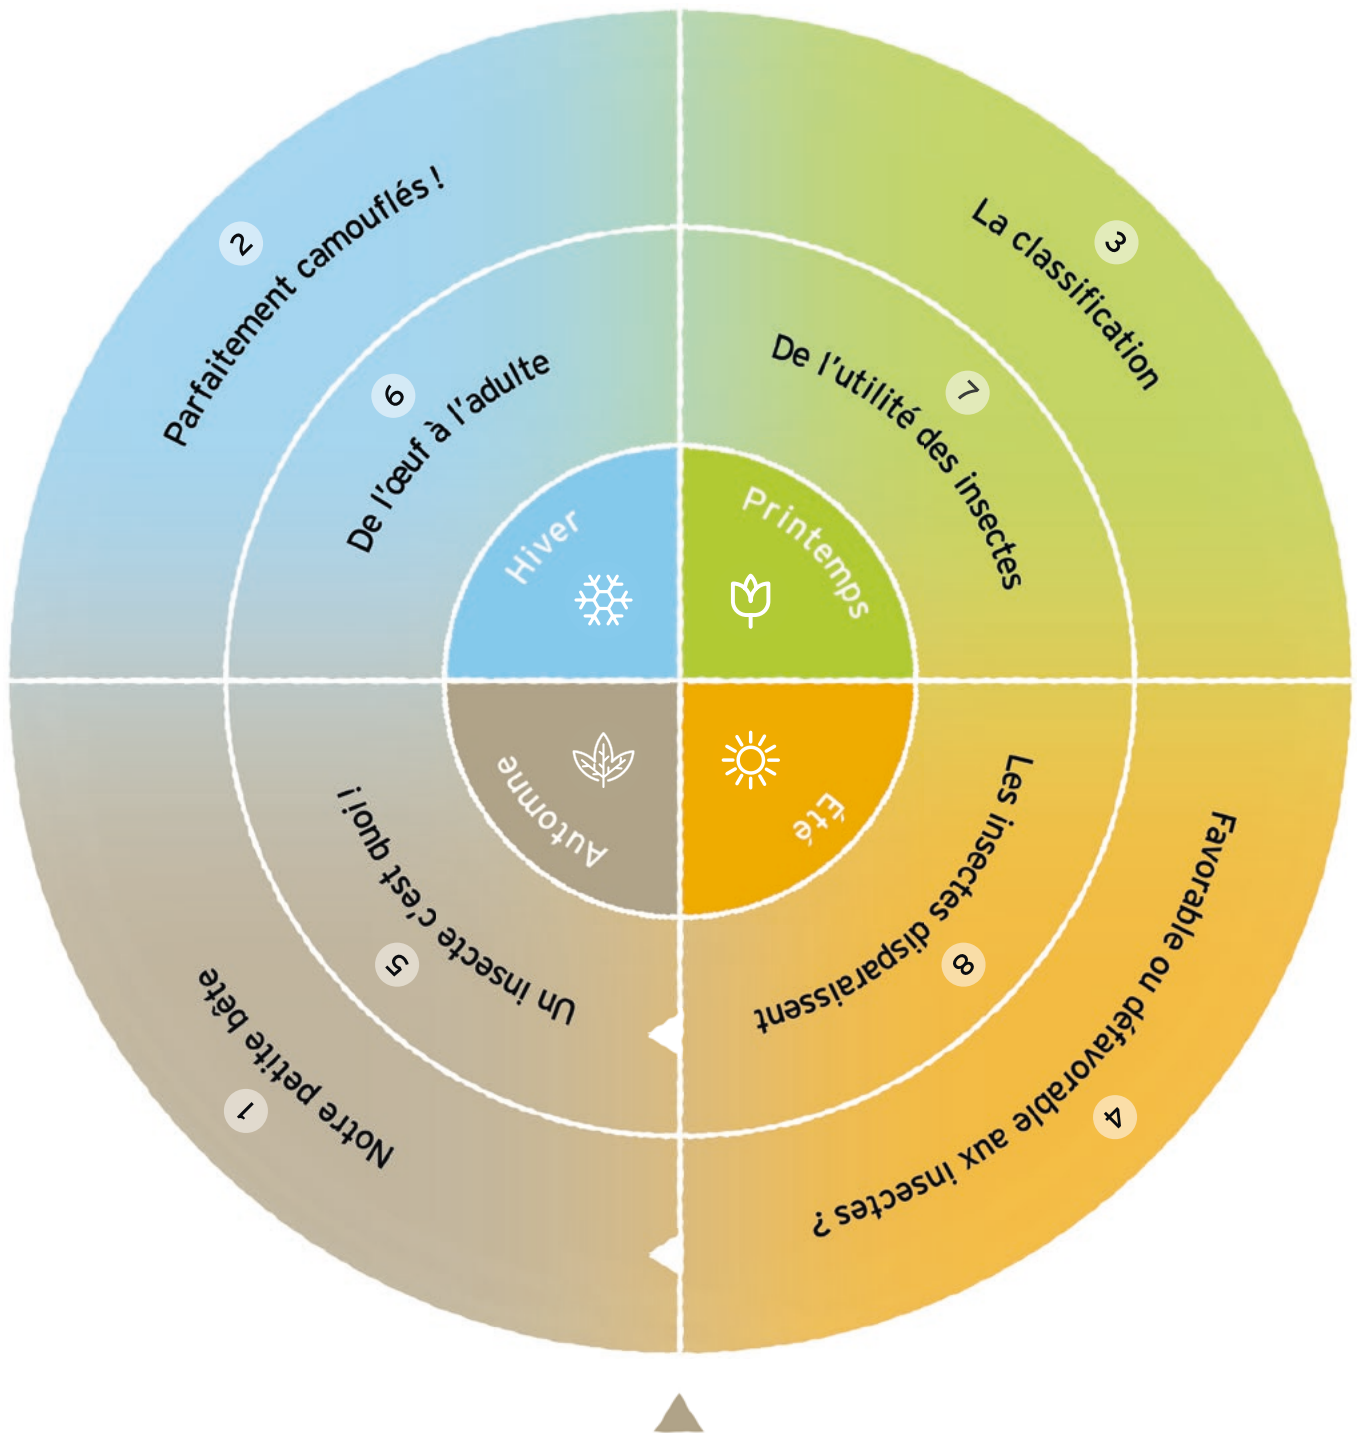 1
Notre petite bête
2
Parfaitement camouflés !
3
La classification
4
Favorable ou défavorable aux insectes ?
5
Un insecte c'est quoi !
6
De l'œuf à l'adulte
7
De l'utilité des insectes
8
Les insectes disparaissent
Automne
Hiver
Printemps
Été